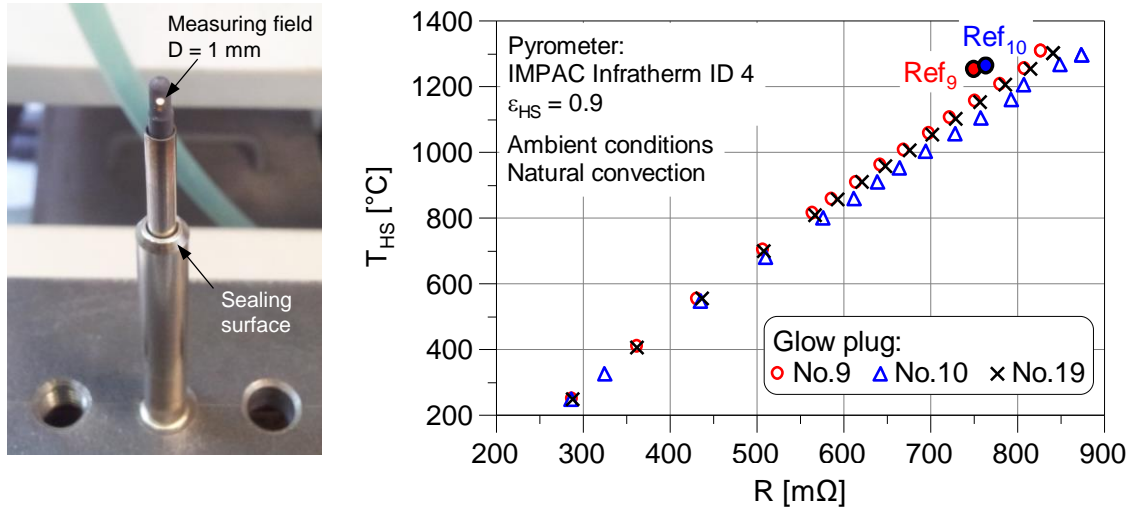 Measuring field
D = 1 mm
Sealing
surface
Pyrometer:
IMPAC Infratherm ID 4
εHS = 0.9
Ambient conditions
Natural convection
Ref10
Ref9
Glow plug:
No.9 No.10 No.19
THS [°C]
1400
1200
1000
800
600
400
200
200 300 400 500 600 700 800 900
R [mΩ]